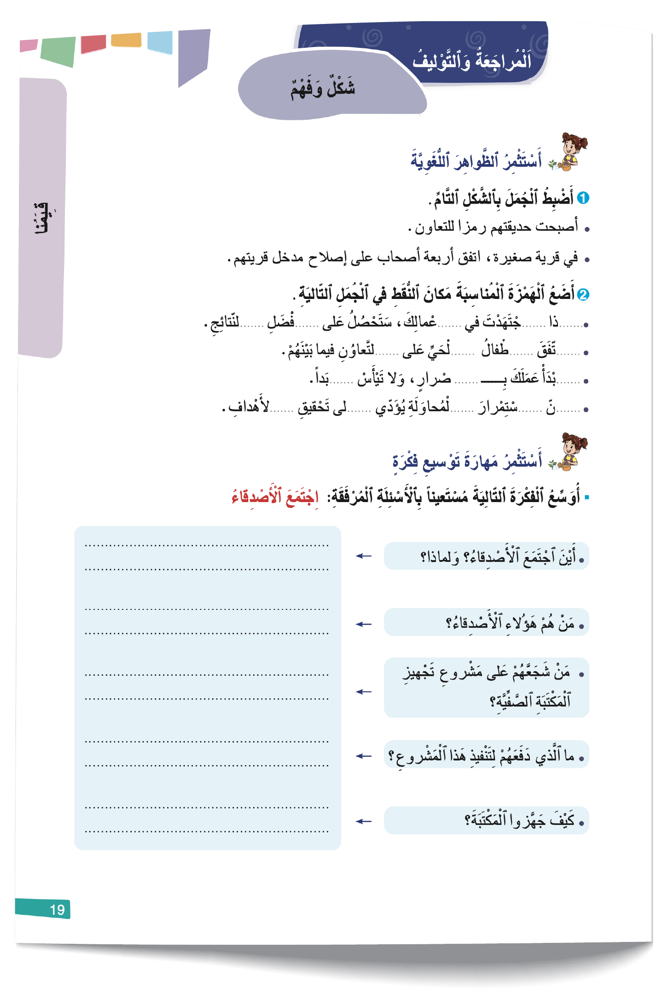 اَلْمُراجَعَةُ وَٱلتَّوْليفُ
شَكْلٌ وَفَهْمٌ
قِيَمُنا
أَسْتَثْمِرُ ٱلظَّواهِرَ ٱللُّغَوِيَّةَ
1 أَضْبِطُ ٱلْجُمَلَ بِٱلشَّكْلِ ٱلتَّامِّ.
• أصبحت حديقتهم رمزا للتعاون.
• في قرية صغيرة، اتفق أربعة أصحاب على إصلاح مدخل قريتهم.
2 أَضَعُ ٱلْهَمْزَةَ ٱلْمُناسِبَةَ مَكانَ ٱلنُّقَطِ في ٱلْجُمَلِ ٱلتّاليَةِ.
• .......ذا .......جْتَهَدْتَ في .......عْمالِكَ، سَتَحْصُلُ عَلى .......فْضَلِ .......لنّتائِجِ.
• .......تّفَقَ .......طْفالُ .......لْحَيِّ عَلى .......لتَّعاوُنِ فيما بَيْنَهُمْ.
• .......بْدَأْ عَمَلَكَ بِـــــ .......صْرارٍ، وَلا تَيْأَسْ .......بَداً.
• .......نّ .......سْتِمْرارَ .......لْمُحاوَلَةِ يُؤَدّي .......لى تَحْقيقِ .......لأَهْدافِ.
أَسْتَثْمِرُ مَهارَةَ تَوْسيعِ فِكْرَةٍ
▪ أُوَسِّعُ ٱلْفِكْرَةَ ٱلتّالِيَةَ مُسْتَعيناً بِٱلْأَسْئِلَةِ ٱلْمُرْفَقَةِ: اِجْتَمَعَ ٱلْأَصْدِقاءُ
• أَيْنَ ٱجْتَمَعَ ٱلْأَصْدِقاءُ؟ وَلماذا؟
• مَنْ هُمْ هَؤُلاءِ ٱلْأَصْدِقاءُ؟
• مَنْ شَجَعَّهُمْ عَلى مَشْروعِ تَجْهيزِ
ٱلْمَكْتَبَةِ ٱلصَّفِّيَّةِ؟
• ما ٱلَّذي دَفَعَهُمْ لِتَنْفيذِ هَذا ٱلْمَشْروعِ؟
• كَيْفَ جَهَّزوا ٱلْمَكْتَبَةَ؟
19